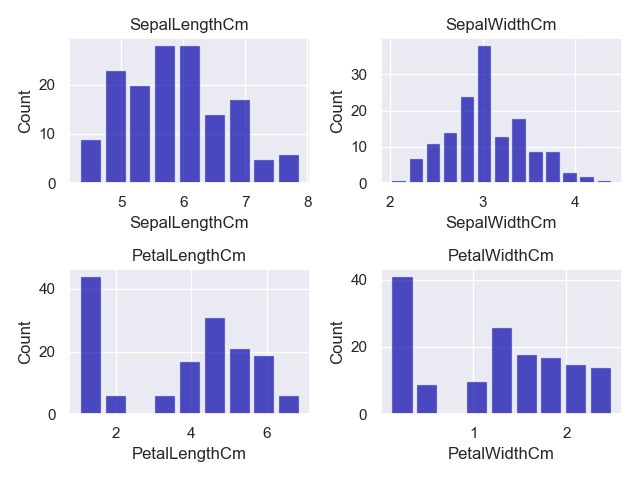 SepalLengthCm
Count
20
10
0
5 6 7 8
SepalLengthCm
SepalWidthCm
Count
30
20
10
0
2 3 4
SepalWidthCm
PetalLengthCm
Count
40
20
0
2 4 6
PetalLengthCm
PetalWidthCm
Count
40
20
0
1 2
PetalWidthCm